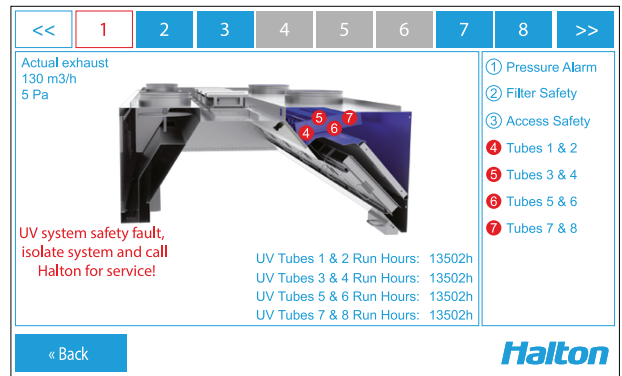 << 1 2 3 4 5 6 7 8 >>
Actual exhaust
130 m3/h
5 Pa
5 7
4 6
UV system safety fault,
isolate system and call
Halton for service!
UV Tubes 1 & 2 Run Hours: 13502h
UV Tubes 3 & 4 Run Hours: 13502h
UV Tubes 5 & 6 Run Hours: 13502h
UV Tubes 7 & 8 Run Hours: 13502h
1 Pressure Alarm
2 Filter Safety
3 Access Safety
4 Tubes 1 & 2
5 Tubes 3 & 4
6 Tubes 5 & 6
7 Tubes 7 & 8
« Back
Halton